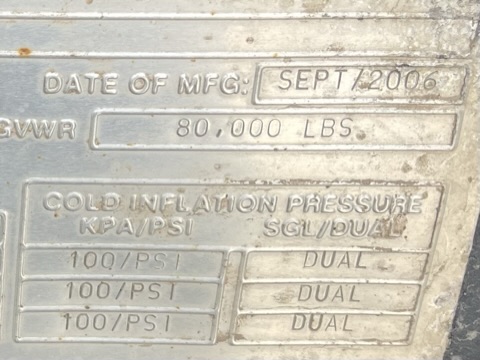 DATE OF MFG: SEPT/2006
GVWR 80,000 LBS.
COLD INFLATION PRESSURE
KPA/PSI SGL/DUAL
100/PSI DUAL
100/PSI DUAL
100/PSI DUAL